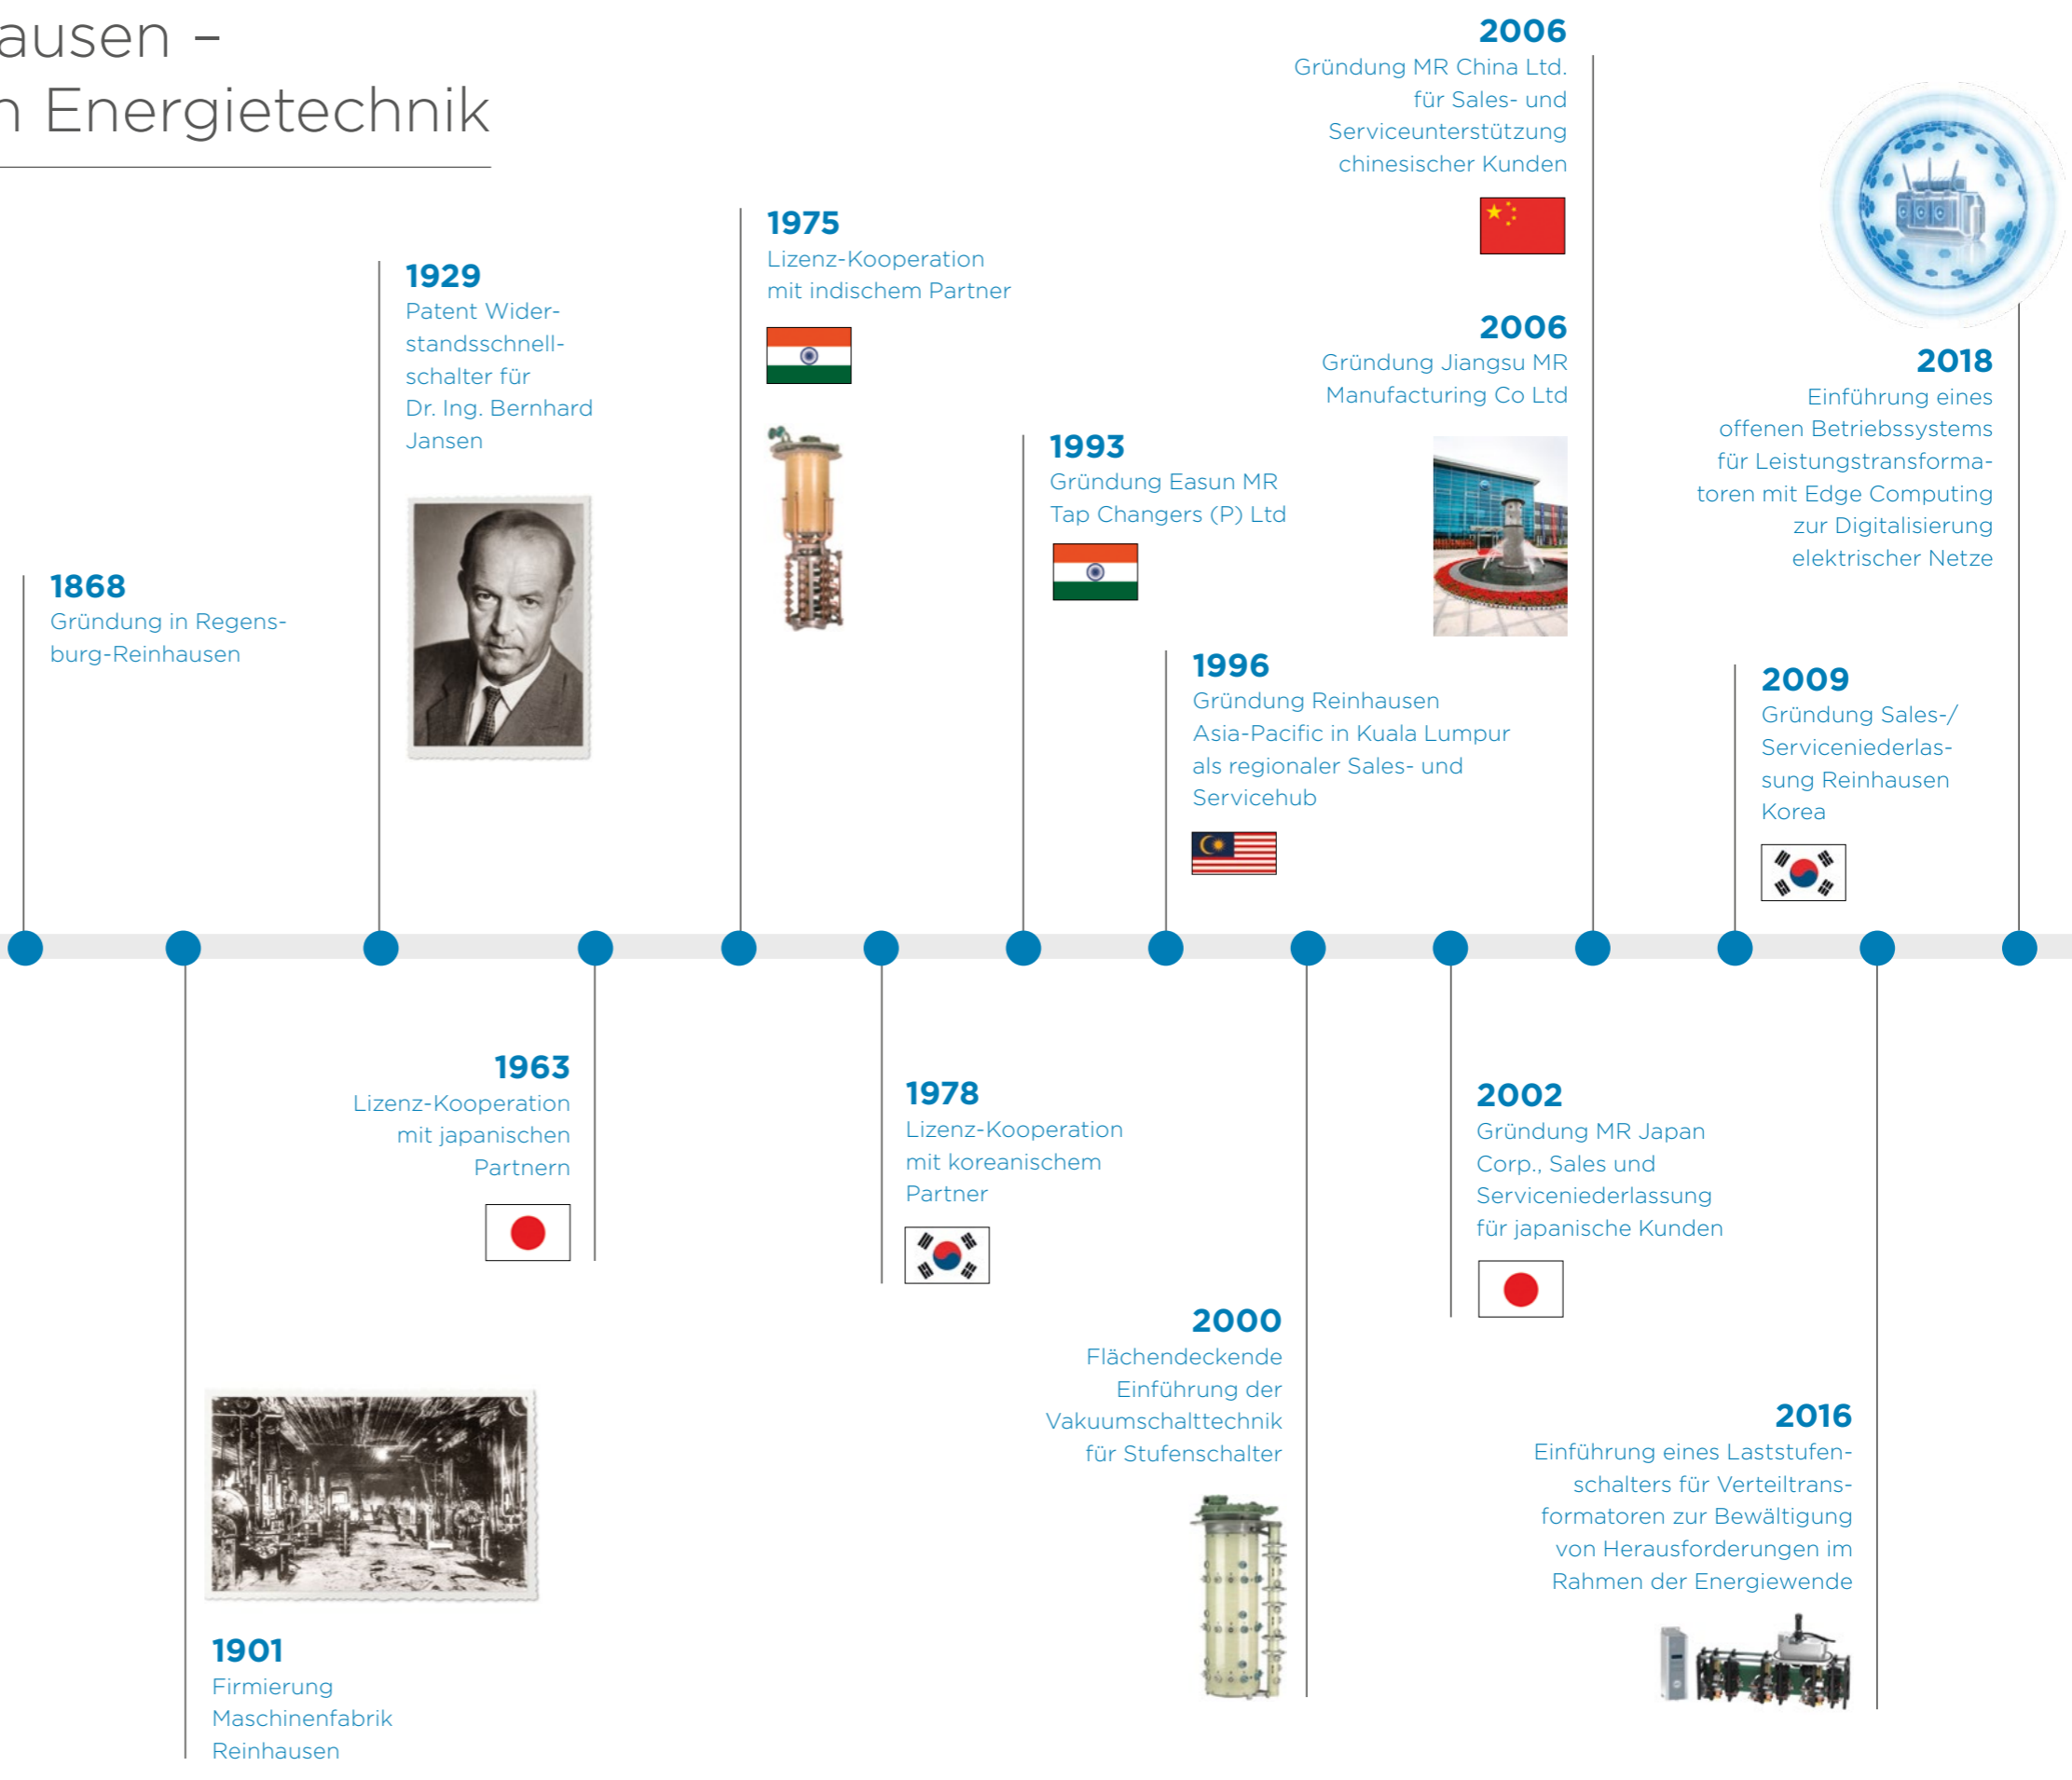 ausen –
n Energietechnik
1868
Gründung in Regens-
burg-Reinhausen
1901
Firmierung
Maschinenfabrik
Reinhausen
1929
Patent Wider-
standsschnell-
schalter für
Dr. Ing. Bernhard
Jansen
1963
Lizenz-Kooperation
mit japanischen
Partnern
1975
Lizenz-Kooperation
mit indischem Partner
1978
Lizenz-Kooperation
mit koreanischem
Partner
1993
Gründung Easun MR
Tap Changers (P) Ltd
1996
Gründung Reinhausen
Asia-Pacific in Kuala Lumpur
als regionaler Sales- und
Servicehub
2000
Flächendeckende
Einführung der
Vakuumschalttechnik
für Stufenschalter
2002
Gründung MR Japan
Corp., Sales und
Serviceniederlassung
für japanische Kunden
2006
Gründung MR China Ltd.
für Sales- und
Serviceunterstützung
chinesischer Kunden
2006
Gründung Jiangsu MR
Manufacturing Co Ltd
2009
Gründung Sales-/
Serviceniederlas-
sung Reinhausen
Korea
2016
Einführung eines Laststufen-
schalters für Verteiltrans-
formatoren zur Bewältigung
von Herausforderungen im
Rahmen der Energiewende
2018
Einführung eines
offenen Betriebssystems
für Leistungstransforma-
toren mit Edge Computing
zur Digitalisierung
elektrischer Netze